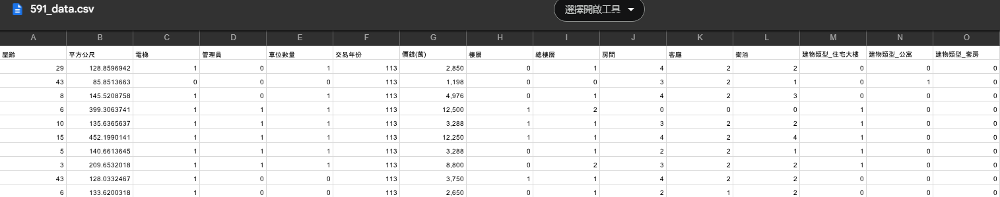 591_data.csv 選擇開啟工具
A B C D E F G H I J K L M N O
屋齡 平方公尺 電梯 管理員 車位數量 交易年份 價錢(萬) 樓層 總樓層 房間 客廳 衛浴 建物類型_住宅大樓 建物類型_公寓 建物類型_套房
29 128.8596942 1 0 1 113 2,850 0 1 4 2 2 0 0 0
43 85.8513663 0 0 0 113 1,198 0 0 3 2 1 0 1 0
8 145.5208758 1 0 1 113 4,976 0 1 4 2 3 0 0 0
6 399.3063741 1 1 1 113 12,500 1 2 0 0 0 1 0 0
10 135.6365637 1 1 1 113 3,288 1 1 3 2 2 1 0 0
15 452.1990141 1 1 1 113 12,250 1 1 4 2 4 1 0 0
5 140.6613645 1 1 1 113 3,288 0 1 2 2 1 1 0 0
3 209.6532018 1 1 1 113 8,800 0 2 3 2 2 1 0 0
43 128.0332467 1 0 0 113 3,750 1 1 4 2 2 0 0 0
6 133.6200318 1 0 0 113 2,650 0 1 2 1 2 0 0 0